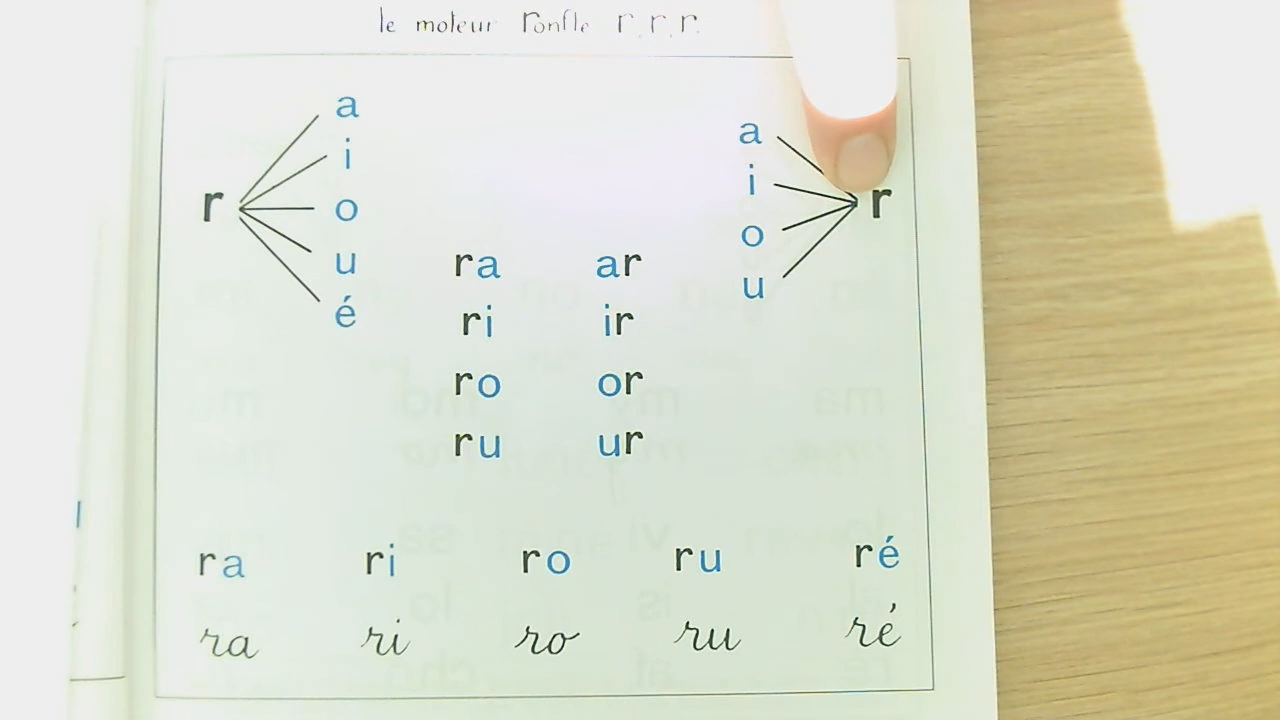 le moteur ronfle r.r.r.
r a i o u é
a i o u r
ra ar
ri ir
ro or
ru ur
ra ri ro ru ré
ra ri ro ru ré